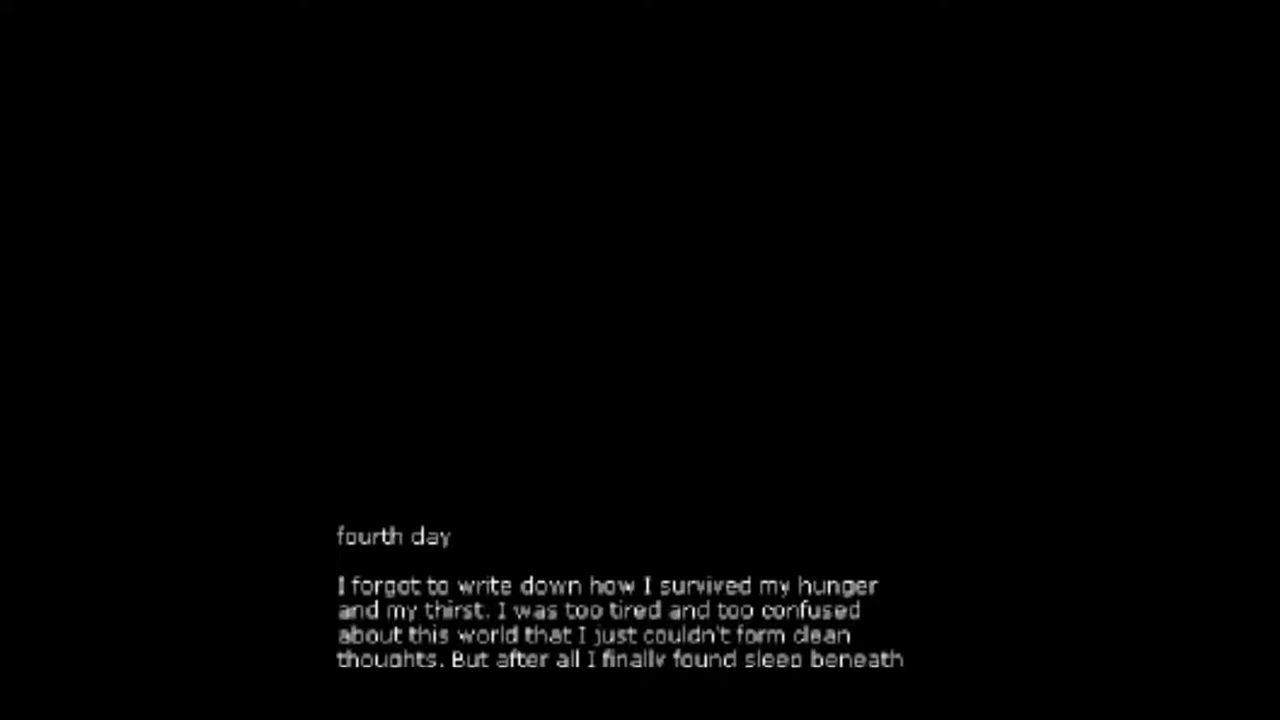 fourth day
I forgot to write down how I survived my hunger
and my thirst. I was too tired and too confused
about this world that I just couldn't form clean
thoughts. But after all I finally found sleep beneath